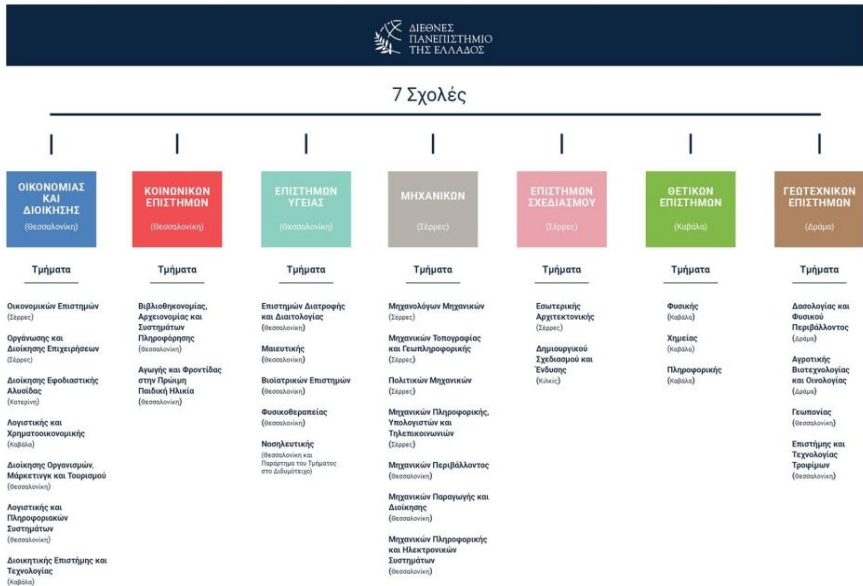 ΔΙΕΘΝΕΣ
ΠΑΝΕΠΙΣΤΗΜΙΟ
ΤΗΣ ΕΛΛΑΔΟΣ
7 Σχολές
ΟΙΚΟΝΟΜΙΑΣ
ΚΑΙ
ΔΙΟΙΚΗΣΗΣ
(Θεσσαλονίκη)
Τμήματα
Οικονομικών Επιστημών
(Σέρρες)
Οργάνωσης και
Διοίκησης Επιχειρήσεων
(Σέρρες)
Διοίκησης Εφοδιαστικής
Αλυσίδας
(Κατερίνη)
Λογιστικής και
Χρηματοοικονομικής
(Καβάλα)
Διοίκησης Οργανισμών,
Μάρκετινγκ και Τουρισμού
(Θεσσαλονίκη)
Λογιστικής και
Πληροφοριακών
Συστημάτων
(Θεσσαλονίκη)
Διοικητικής Επιστήμης και
Τεχνολογίας
(Καβάλα)
ΚΟΙΝΩΝΙΚΩΝ
ΕΠΙΣΤΗΜΩΝ
(Θεσσαλονίκη)
Τμήματα
Βιβλιοθηκονομίας,
Αρχειονομίας και
Συστημάτων
Πληροφόρησης
(Θεσσαλονίκη)
Αγωγής και Φροντίδας
στην Πρώιμη
Παιδική Ηλικία
(Θεσσαλονίκη)
ΕΠΙΣΤΗΜΩΝ
ΥΓΕΙΑΣ
(Θεσσαλονίκη)
Τμήματα
Επιστημών Διατροφής
και Διαιτολογίας
(Θεσσαλονίκη)
Μαιευτικής
(Θεσσαλονίκη)
Βιοϊατρικών Επιστημών
(Θεσσαλονίκη)
Φυσικοθεραπείας
(Θεσσαλονίκη)
Νοσηλευτικής
(Θεσσαλονίκη και
Παράρτημα του Τμήματος
στο Διδυμότειχο)
ΜΗΧΑΝΙΚΩΝ
(Σέρρες)
Τμήματα
Μηχανολόγων Μηχανικών
(Σέρρες)
Μηχανικών Τοπογραφίας
και Γεωπληροφορικής
(Σέρρες)
Πολιτικών Μηχανικών
(Σέρρες)
Μηχανικών Πληροφορικής,
Υπολογιστών και
Τηλεπικοινωνιών
(Σέρρες)
Μηχανικών Περιβάλλοντος
(Θεσσαλονίκη)
Μηχανικών Παραγωγής και
Διοίκησης
(Θεσσαλονίκη)
Μηχανικών Πληροφορικής
και Ηλεκτρονικών
Συστημάτων
(Θεσσαλονίκη)
ΕΠΙΣΤΗΜΩΝ
ΣΧΕΔΙΑΣΜΟΥ
(Σέρρες)
Τμήματα
Εσωτερικής
Αρχιτεκτονικής
(Σέρρες)
Δημιουργικού
Σχεδιασμού και
Ένδυσης
(Κιλκίς)
ΘΕΤΙΚΩΝ
ΕΠΙΣΤΗΜΩΝ
(Καβάλα)
Τμήματα
Φυσικής
(Καβάλα)
Χημείας
(Καβάλα)
Πληροφορικής
(Καβάλα)
ΓΕΩΤΕΧΝΙΚΩΝ
ΕΠΙΣΤΗΜΩΝ
(Δράμα)
Τμήματα
Δασολογίας και
Φυσικού
Περιβάλλοντος
(Δράμα)
Αγροτικής
Βιοτεχνολογίας
και Οινολογίας
(Δράμα)
Γεωπονίας
(Θεσσαλονίκη)
Επιστήμης και
Τεχνολογίας
Τροφίμων
(Θεσσαλονίκη)